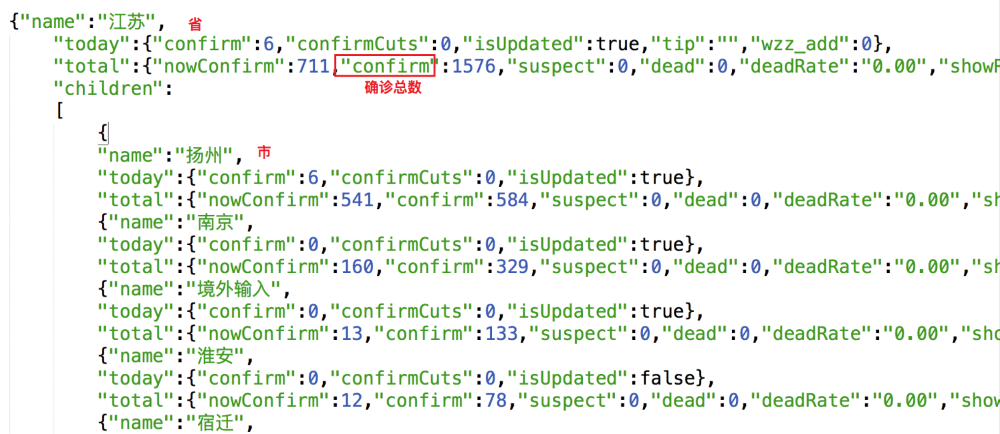 {"name":"江苏", 省
"today":{"confirm":6,"confirmCuts":0,"isUpdated":true,"tip":"","wzz_add":0},
"total":{"nowConfirm":711,"confirm":1576,"suspect":0,"dead":0,"deadRate":"0.00","showR
"children": 确诊总数
[
{
"name":"扬州", 市
"today":{"confirm":6,"confirmCuts":0,"isUpdated":true},
"total":{"nowConfirm":541,"confirm":584,"suspect":0,"dead":0,"deadRate":"0.00","sh
{"name":"南京",
"today":{"confirm":0,"confirmCuts":0,"isUpdated":true},
"total":{"nowConfirm":160,"confirm":329,"suspect":0,"dead":0,"deadRate":"0.00","sh
{"name":"境外输入",
"today":{"confirm":0,"confirmCuts":0,"isUpdated":true},
"total":{"nowConfirm":13,"confirm":133,"suspect":0,"dead":0,"deadRate":"0.00","sho
{"name":"淮安",
"today":{"confirm":0,"confirmCuts":0,"isUpdated":false},
"total":{"nowConfirm":12,"confirm":78,"suspect":0,"dead":0,"deadRate":"0.00","show
{"name":"宿迁",